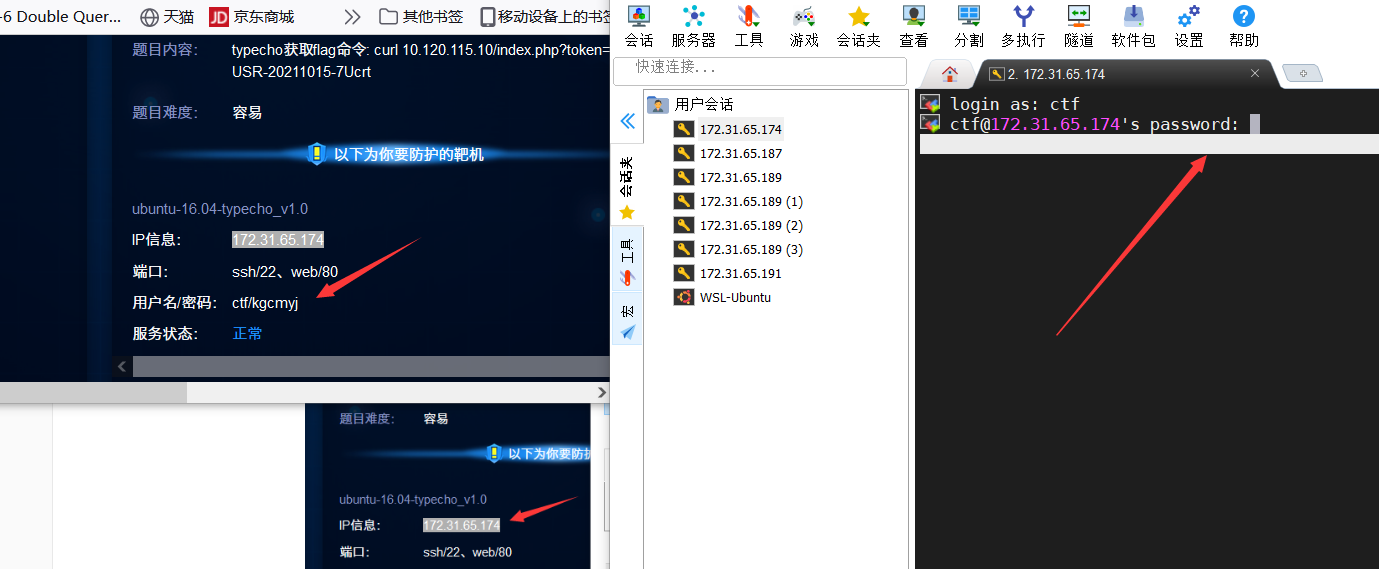 -6 Double Quer...
天猫
JD 京东商城
其他书签
移动设备上的书签
题目内容： typecho获取flag命令: curl 10.120.115.10/index.php?token=
USR-20211015-7Ucrt
题目难度： 容易
以下为你要防护的靶机
ubuntu-16.04-typecho_v1.0
IP信息： 172.31.65.174
端口： ssh/22、web/80
用户名/密码： ctf/kgcmyj
服务状态： 正常
题目难度： 容易
以下为你要防护
ubuntu-16.04-typecho_v1.0
IP信息： 172.31.65.174
端口： ssh/22、web/80
会话
服务器
工具
游戏
会话夹
查看
分割
多执行
隧道
软件包
设置
帮助
快速连接...
会话夹
工具
宏
用户会话
172.31.65.174
172.31.65.187
172.31.65.189
172.31.65.189 (1)
172.31.65.189 (2)
172.31.65.189 (3)
172.31.65.191
WSL-Ubuntu
2. 172.31.65.174
login as: ctf
ctf@172.31.65.174's password: